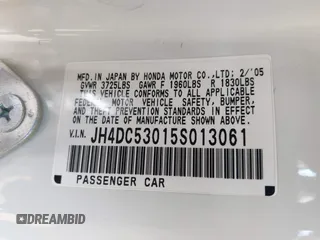 MFD. IN JAPAN BY HONDA MOTOR CO.,LTD; 2/'05
GVWR 3725LBS GAWR F 1960LBS R 1830LBS
THIS VEHICLE CONFORMS TO ALL APPLICABLE
FEDERAL MOTOR VEHICLE SAFETY, BUMPER,
AND THEFT PREVENTION STANDARDS IN EFFECT
ON THE DATE OF MANUFACTURE SHOWN ABOVE.
V.I.N. JH4DC53015S013061
PASSENGER CAR
DREAMBID